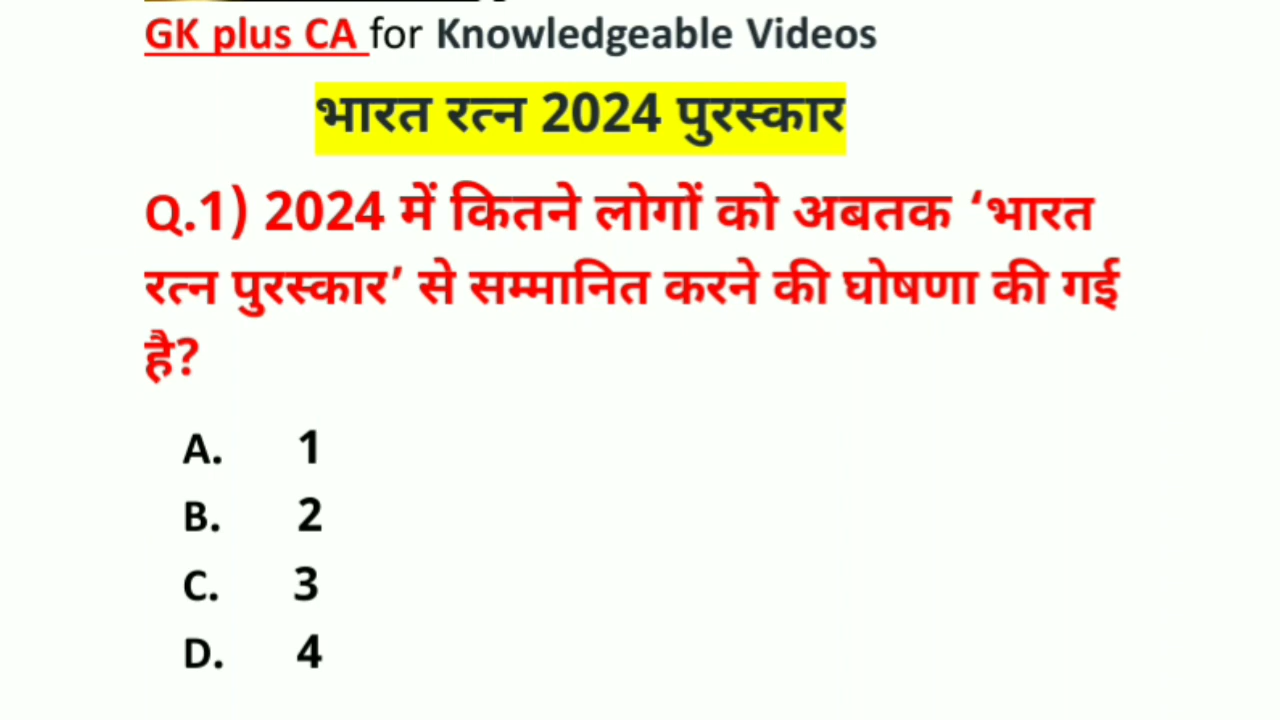 GK plus CA for Knowledgeable Videos
भारत रत्न 2024 पुरस्कार
Q.1) 2024 में कितने लोगों को अबतक ‘भारत
रत्न पुरस्कार’ से सम्मानित करने की घोषणा की गई
है?
A. 1
B. 2
C. 3
D. 4